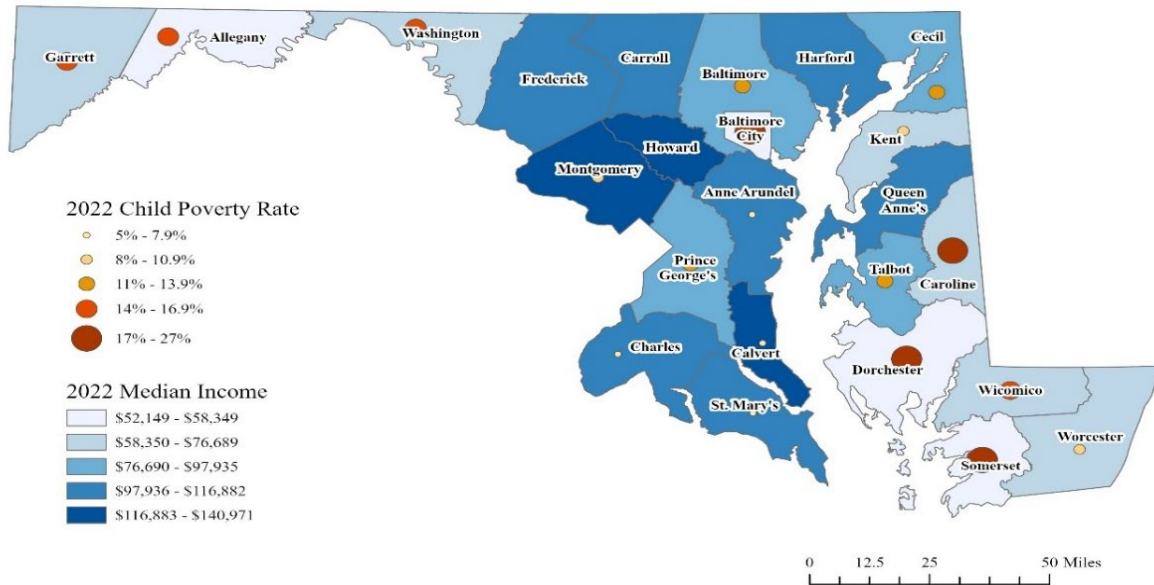 Garrett
Allegany
Washington
Frederick
Carroll
Baltimore
Harford
Cecil
Baltimore
City
Howard
Montgomery
Kent
Anne Arundel
Queen
Anne's
Prince
George's
Talbot
Caroline
Charles
Calvert
Dorchester
St. Mary's
Wicomico
Worcester
Somerset
2022 Child Poverty Rate
5% - 7.9%
8% - 10.9%
11% - 13.9%
14% - 16.9%
17% - 27%
2022 Median Income
$52,149 - $58,349
$58,350 - $76,689
$76,690 - $97,935
$97,936 - $116,882
$116,883 - $140,971
0 12.5 25 50 Miles